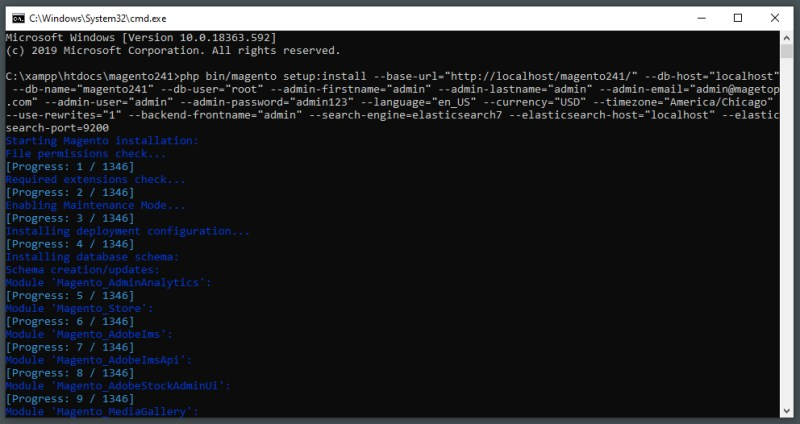 C:\Windows\System32\cmd.exe
Microsoft Windows [Version 10.0.18363.592]
(c) 2019 Microsoft Corporation. All rights reserved.
C:\xampp\htdocs\magento241>php bin/magento setup:install --base-url="http://localhost/magento241/" --db-host="localhost"
--db-name="magento241" --db-user="root" --admin-firstname="admin" --admin-lastname="admin" --admin-email="admin@magetop
.com" --admin-user="admin" --admin-password="admin123" --language="en_US" --currency="USD" --timezone="America/Chicago"
--use-rewrites="1" --backend-frontname="admin" --search-engine=elasticsearch7 --elasticsearch-host="localhost" --elastic
search-port=9200
Starting Magento installation:
File permissions check...
[Progress: 1 / 1346]
Required extensions check...
[Progress: 2 / 1346]
Enabling Maintenance Mode...
[Progress: 3 / 1346]
Installing deployment configuration...
[Progress: 4 / 1346]
Installing database schema:
Schema creation/updates:
Module 'Magento_AdminAnalytics':
[Progress: 5 / 1346]
Module 'Magento_Store':
[Progress: 6 / 1346]
Module 'Magento_AdobeIms':
[Progress: 7 / 1346]
Module 'Magento_AdobeImsApi':
[Progress: 8 / 1346]
Module 'Magento_AdobeStockAdminUi':
[Progress: 9 / 1346]
Module 'Magento_MediaGallery':